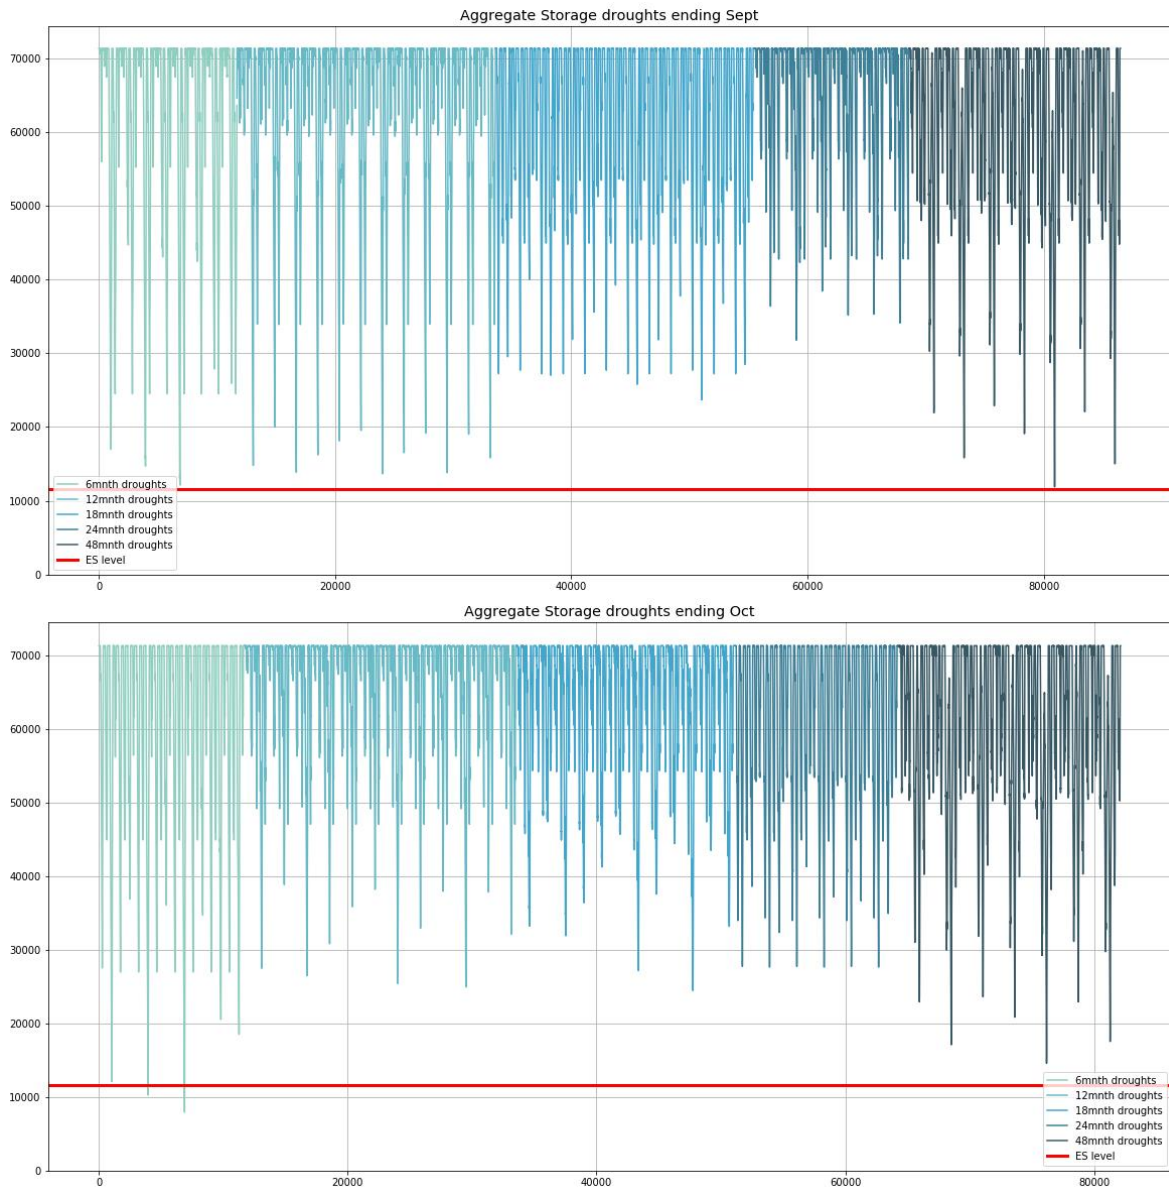 Aggregate Storage droughts ending Sept
70000
60000
50000
40000
30000
20000
10000
0
6mnth droughts
12mnth droughts
18mnth droughts
24mnth droughts
48mnth droughts
ES level
0 20000 40000 60000 80000
Aggregate Storage droughts ending Oct
70000
60000
50000
40000
30000
20000
10000
0
6mnth droughts
12mnth droughts
18mnth droughts
24mnth droughts
48mnth droughts
ES level
0 20000 40000 60000 80000